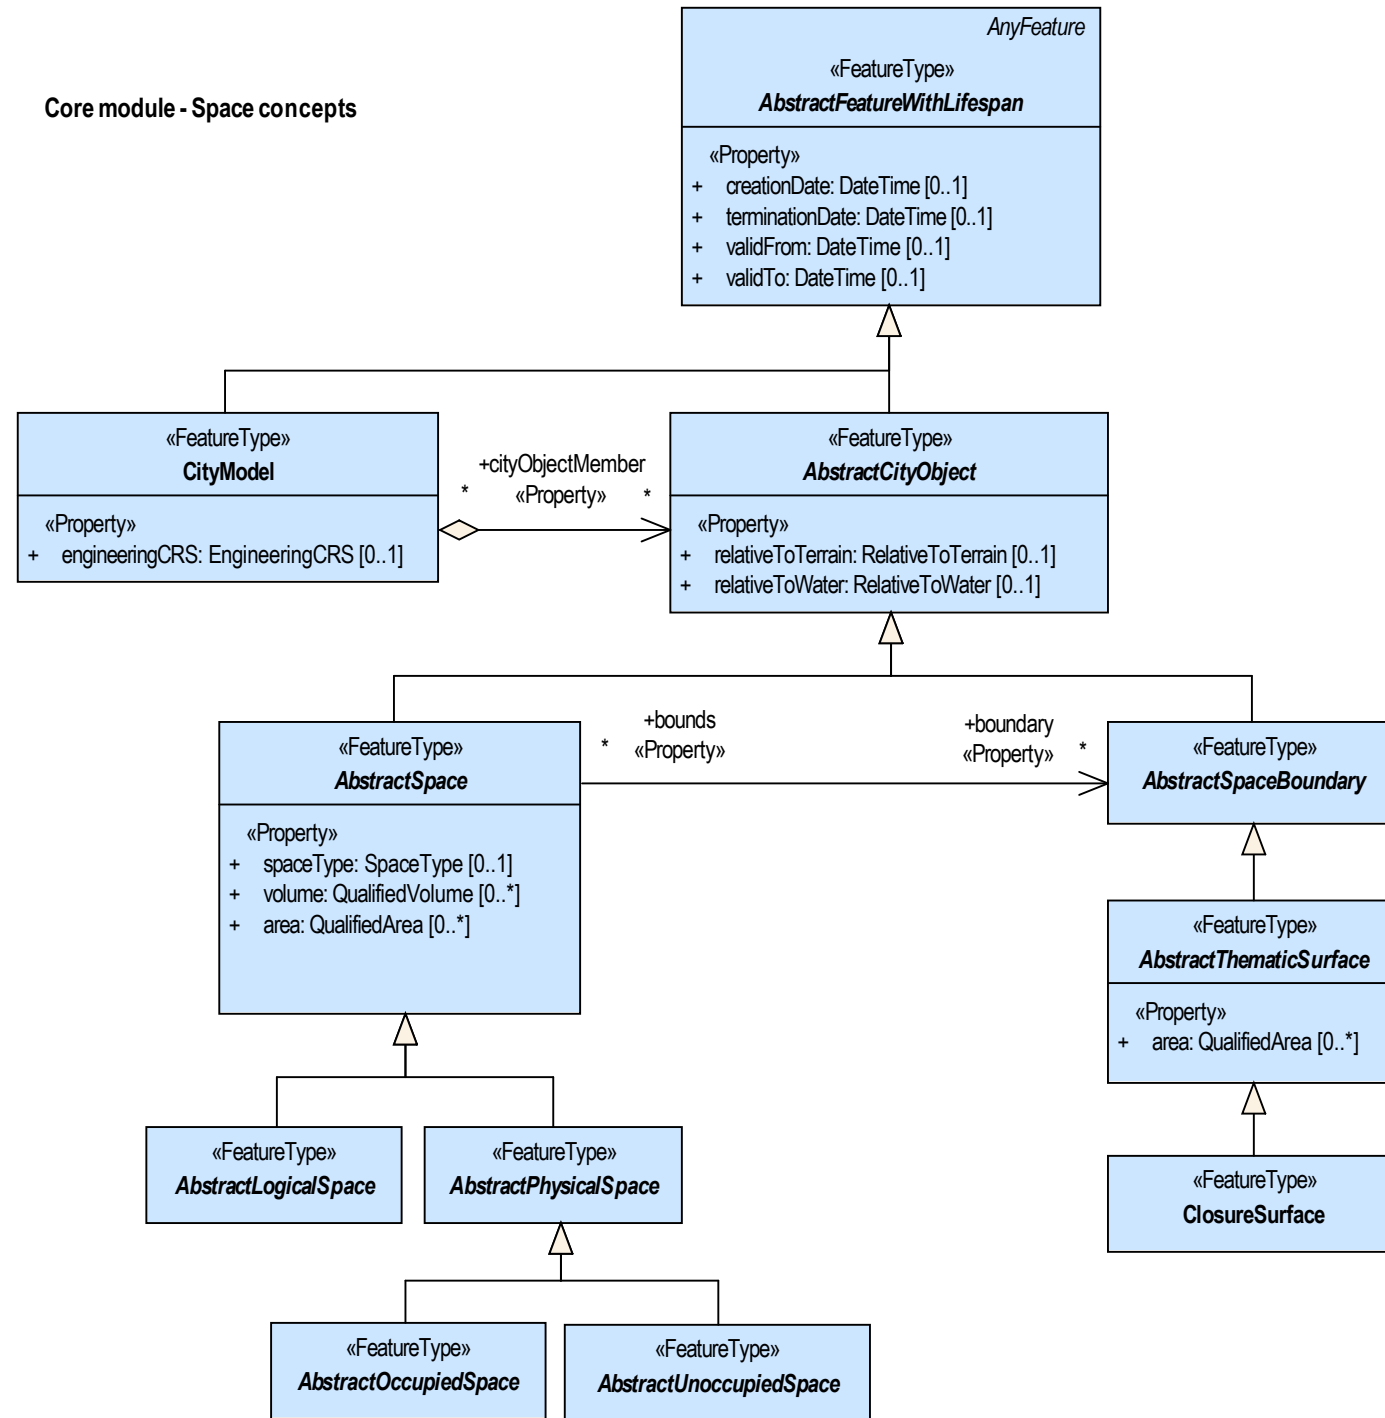 Core module - Space concepts
AnyFeature
«FeatureType»
AbstractFeatureWithLifespan
«Property»
+ creationDate: DateTime [0..1]
+ terminationDate: DateTime [0..1]
+ validFrom: DateTime [0..1]
+ validTo: DateTime [0..1]
«FeatureType»
CityModel
«Property»
+ engineeringCRS: EngineeringCRS [0..1]
+cityObjectMember
* «Property» *
«FeatureType»
AbstractCityObject
«Property»
+ relativeToTerrain: RelativeToTerrain [0..1]
+ relativeToWater: RelativeToWater [0..1]
«FeatureType»
AbstractSpace
«Property»
+ spaceType: SpaceType [0..1]
+ volume: QualifiedVolume [0..*]
+ area: QualifiedArea [0..*]
+bounds
* «Property»
+boundary
«Property» *
«FeatureType»
AbstractSpaceBoundary
«FeatureType»
AbstractThematicSurface
«Property»
+ area: QualifiedArea [0..*]
«FeatureType»
AbstractLogicalSpace
«FeatureType»
AbstractPhysicalSpace
«FeatureType»
ClosureSurface
«FeatureType»
AbstractOccupiedSpace
«FeatureType»
AbstractUnoccupiedSpace